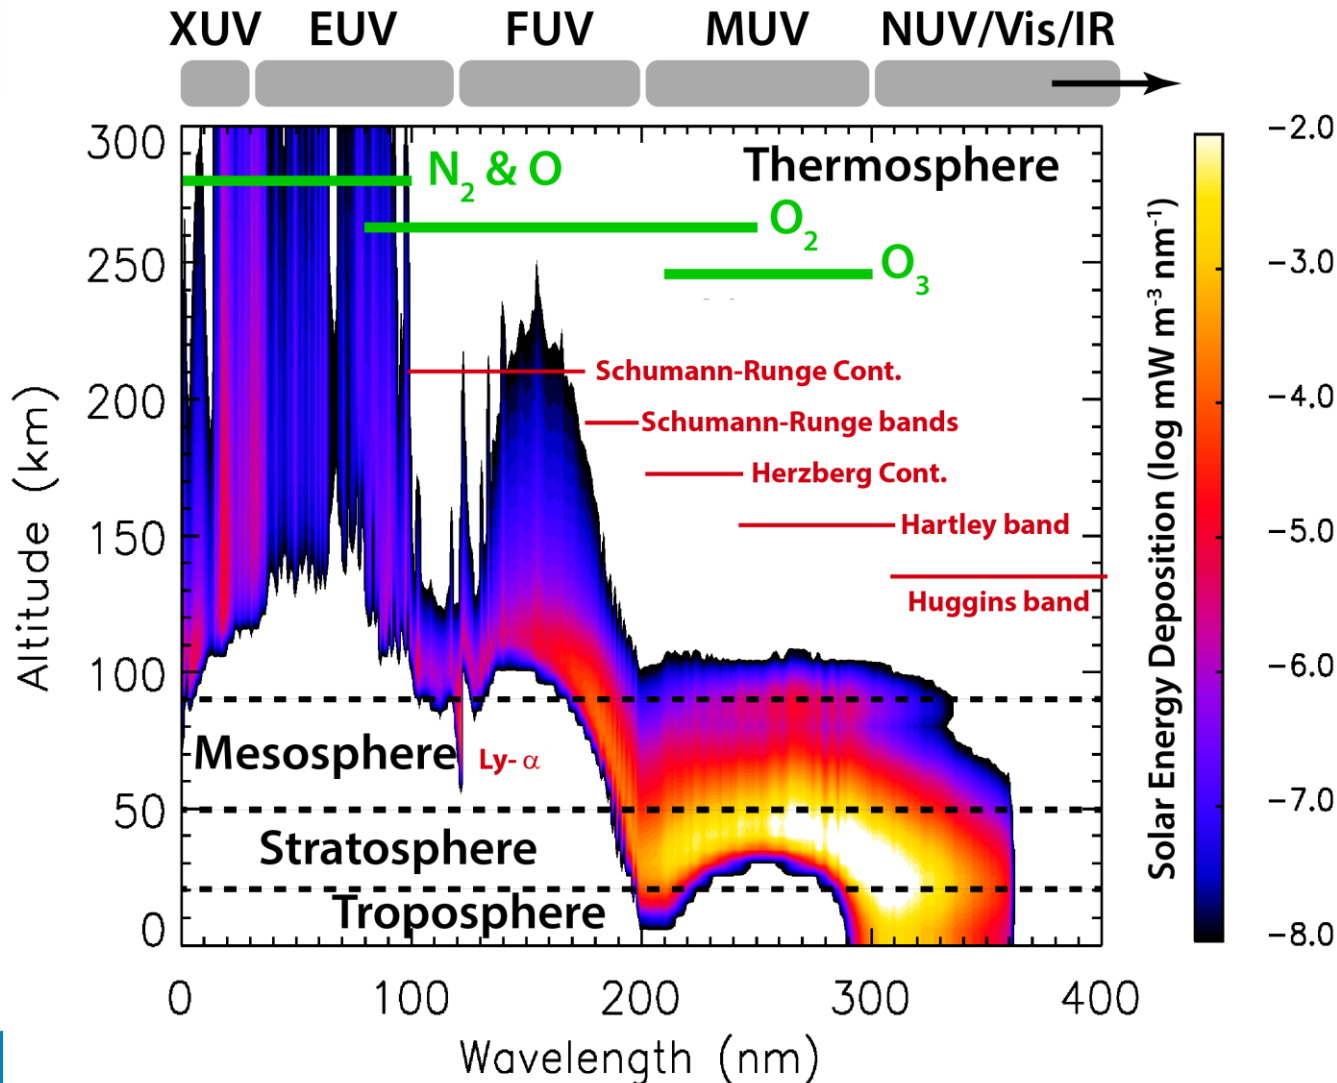 XUV EUV FUV MUV NUV/Vis/IR
300
250
200
150
100
50
0
Altitude (km)
N2 & O
Thermosphere
O2
O3
Schumann-Runge Cont.
Schumann-Runge bands
Herzberg Cont.
Hartley band
Huggins band
Mesosphere
Ly- α
Stratosphere
Troposphere
0 100 200 300 400
Wavelength (nm)
Solar Energy Deposition (log mW m-3 nm-1)
−2.0
−3.0
−4.0
−5.0
−6.0
−7.0
−8.0